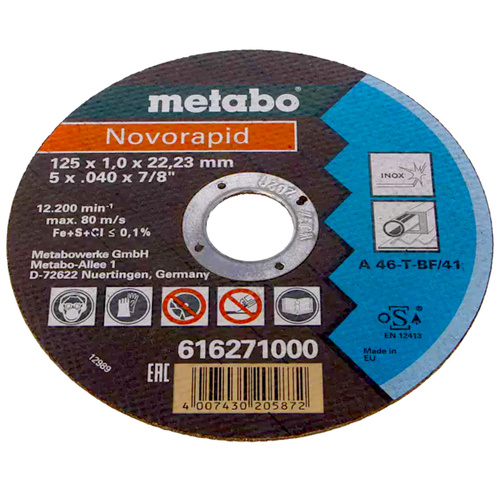 metabo
Novorapid
125 x 1,0 x 22,23 mm
5 x .040 x 7/8"
12.200 min⁻¹
max. 80 m/s
Fe+S+Cl ≤ 0,1%
Metabowerke GmbH
Metabo-Allee 1
D-72622 Nuertingen, Germany
INOX
A 46-T-BF/41
oSa
EN 12413
Made in
EU
12989
EAC
616271000
4 007430 205872